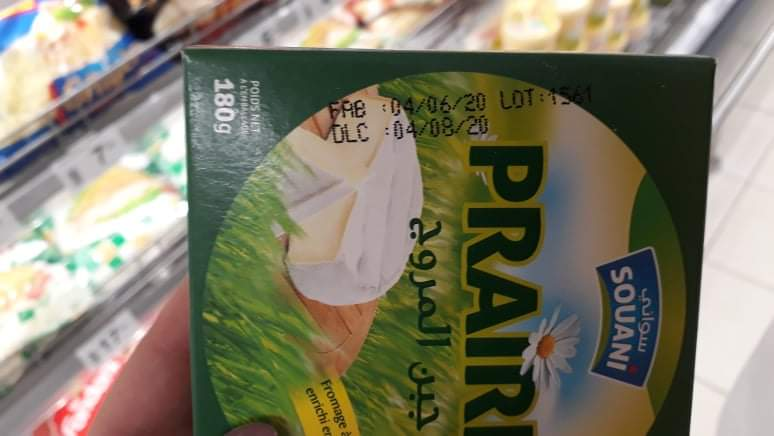 POIDS NET
À L'EMBALLAGE
180g
FAB :04/06/20 LOT:1561
DLC :04/08/20
PRAIRI
جبن المروج
سواني
SOUANI
Fromage à
enrichi en